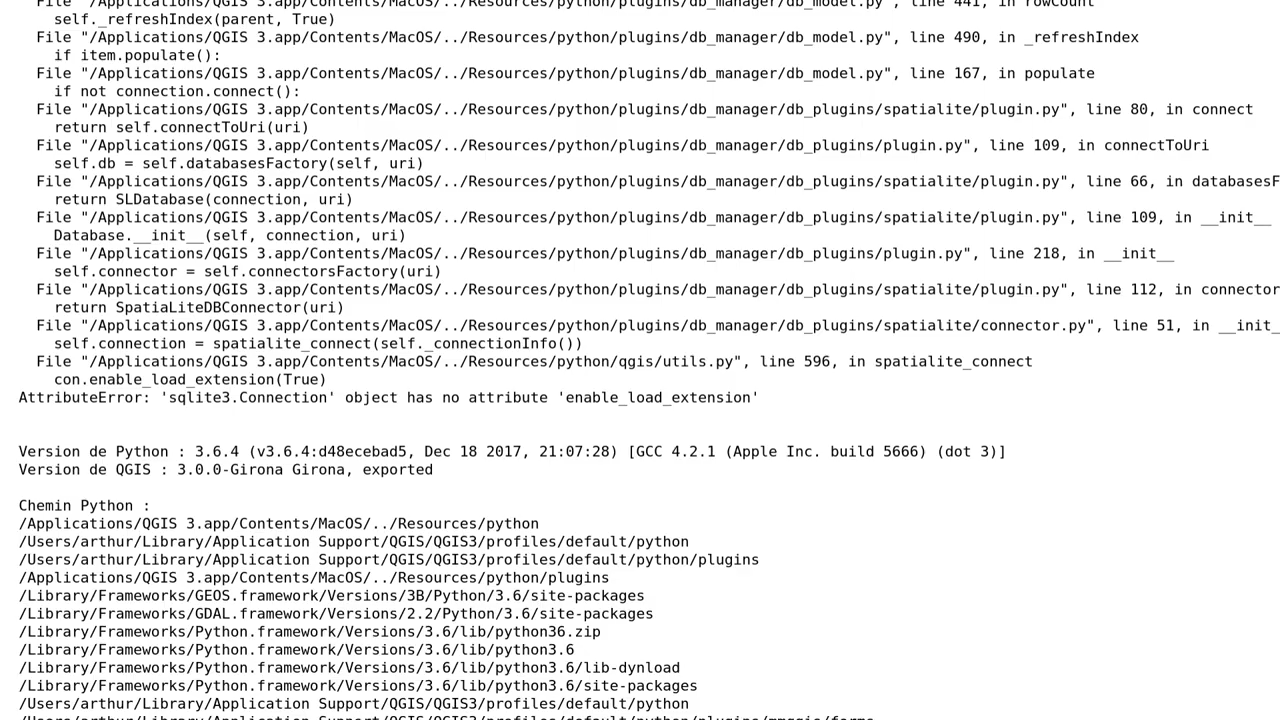 File "/Applications/QGIS 3.app/Contents/MacOS/../Resources/python/plugins/db_manager/db_model.py", line 441, in rowCount
self._refreshIndex(parent, True)
File "/Applications/QGIS 3.app/Contents/MacOS/../Resources/python/plugins/db_manager/db_model.py", line 490, in _refreshIndex
if item.populate():
File "/Applications/QGIS 3.app/Contents/MacOS/../Resources/python/plugins/db_manager/db_model.py", line 167, in populate
if not connection.connect():
File "/Applications/QGIS 3.app/Contents/MacOS/../Resources/python/plugins/db_manager/db_plugins/spatialite/plugin.py", line 80, in connect
return self.connectToUri(uri)
File "/Applications/QGIS 3.app/Contents/MacOS/../Resources/python/plugins/db_manager/db_plugins/plugin.py", line 109, in connectToUri
self.db = self.databasesFactory(self, uri)
File "/Applications/QGIS 3.app/Contents/MacOS/../Resources/python/plugins/db_manager/db_plugins/spatialite/plugin.py", line 66, in databasesF
return SLDatabase(connection, uri)
File "/Applications/QGIS 3.app/Contents/MacOS/../Resources/python/plugins/db_manager/db_plugins/spatialite/plugin.py", line 109, in __init__
Database.__init__(self, connection, uri)
File "/Applications/QGIS 3.app/Contents/MacOS/../Resources/python/plugins/db_manager/db_plugins/plugin.py", line 218, in __init__
self.connector = self.connectorsFactory(uri)
File "/Applications/QGIS 3.app/Contents/MacOS/../Resources/python/plugins/db_manager/db_plugins/spatialite/plugin.py", line 112, in connector
return SpatiaLiteDBConnector(uri)
File "/Applications/QGIS 3.app/Contents/MacOS/../Resources/python/plugins/db_manager/db_plugins/spatialite/connector.py", line 51, in __init_
self.connection = spatialite_connect(self._connectionInfo())
File "/Applications/QGIS 3.app/Contents/MacOS/../Resources/python/qgis/utils.py", line 596, in spatialite_connect
con.enable_load_extension(True)
AttributeError: 'sqlite3.Connection' object has no attribute 'enable_load_extension'
Version de Python : 3.6.4 (v3.6.4:d48ecebad5, Dec 18 2017, 21:07:28) [GCC 4.2.1 (Apple Inc. build 5666) (dot 3)]
Version de QGIS : 3.0.0-Girona Girona, exported
Chemin Python :
/Applications/QGIS 3.app/Contents/MacOS/../Resources/python
/Users/arthur/Library/Application Support/QGIS/QGIS3/profiles/default/python
/Users/arthur/Library/Application Support/QGIS/QGIS3/profiles/default/python/plugins
/Applications/QGIS 3.app/Contents/MacOS/../Resources/python/plugins
/Library/Frameworks/GEOS.framework/Versions/3B/Python/3.6/site-packages
/Library/Frameworks/GDAL.framework/Versions/2.2/Python/3.6/site-packages
/Library/Frameworks/Python.framework/Versions/3.6/lib/python36.zip
/Library/Frameworks/Python.framework/Versions/3.6/lib/python3.6
/Library/Frameworks/Python.framework/Versions/3.6/lib/python3.6/lib-dynload
/Library/Frameworks/Python.framework/Versions/3.6/lib/python3.6/site-packages
/Users/arthur/Library/Application Support/QGIS/QGIS3/profiles/default/python